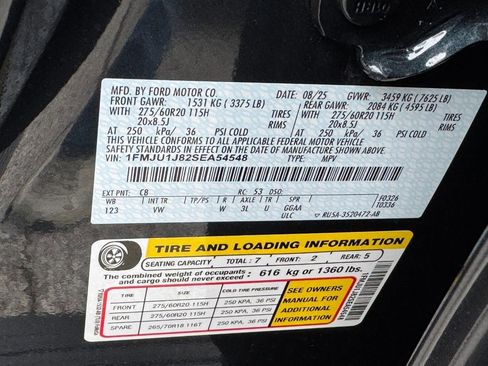 MFD. BY FORD MOTOR CO. 08/25 GVWR: 3459 KG (7625 LB)
FRONT GAWR: 1531 KG (3375 LB) REAR GAWR: 2084 KG (4595 LB)
WITH 275/60R20 115H TIRES 275/60R20 115H
20x8.5J RIMS 20x8.5J
AT 250 kPa/ 36 PSI COLD AT 250 kPa/ 36 PSI COLD
THIS VEHICLE CONFORMS TO ALL APPLICABLE FEDERAL MOTOR VEHICLE
SAFETY STANDARDS IN EFFECT ON THE DATE OF MANUFACTURE SHOWN ABOVE.
VIN: 1FMJU1J82SEA54548 TYPE: MPV
EXT PNT: C8 RC: 53 DSO:
WB INT TR TP/PS R AXLE TR SPR F0326
123 VW W 3L U GGAA T0336
ULC RU5A-3520472-AB
TIRE AND LOADING INFORMATION
SEATING CAPACITY TOTAL: 7 FRONT: 2 REAR: 5
The combined weight of occupants and cargo should never exceed: 616 kg or 1360 lbs.
TIRE SIZE COLD TIRE PRESSURE
FRONT 275/60R20 115H 250 KPA, 36 PSI
REAR 275/60R20 115H 250 KPA, 36 PSI
SPARE 265/70R18 116T 250 KPA, 36 PSI
SEE OWNERS
MANUAL FOR
ADDITIONAL
INFORMATION